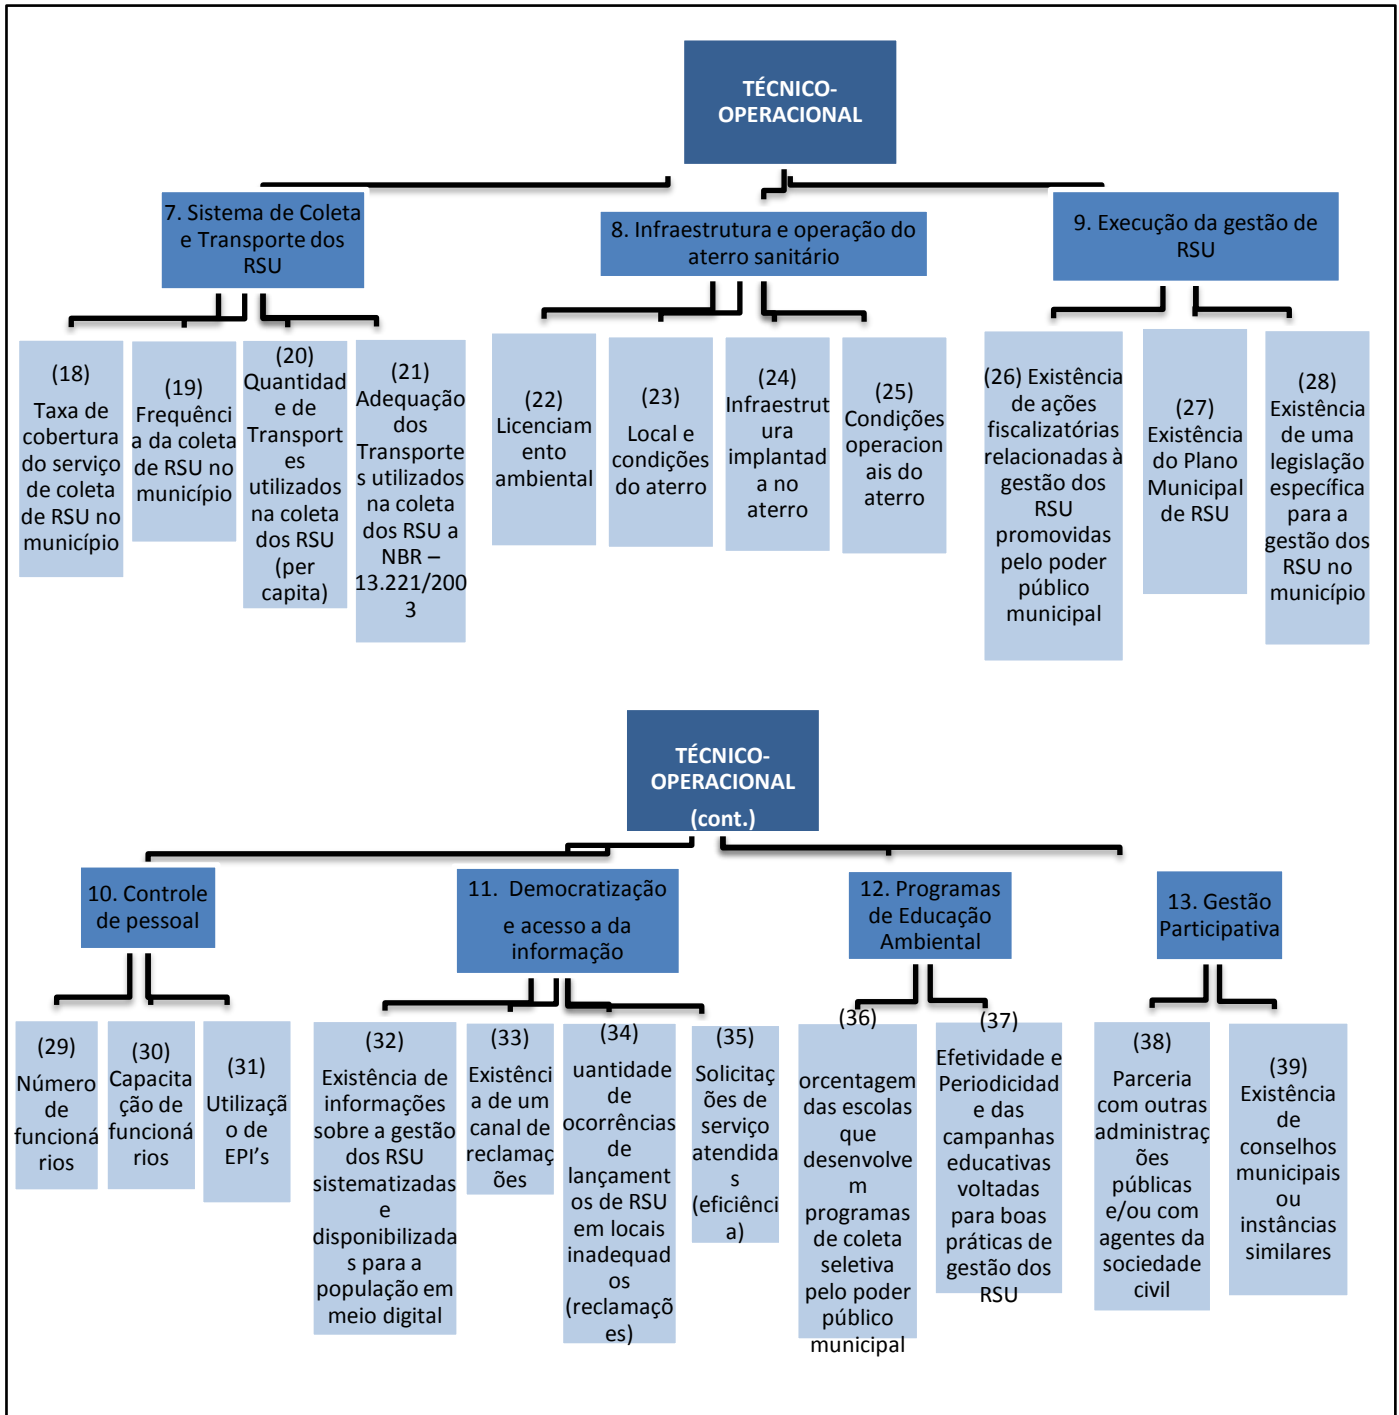 TÉCNICO-
OPERACIONAL
7. Sistema de Coleta
e Transporte dos
RSU
8. Infraestrutura e operação do
aterro sanitário
9. Execução da gestão de
RSU
(18)
Taxa de
cobertura
do serviço
de coleta
de RSU no
município
(19)
Frequênci
a da coleta
de RSU no
município
(20)
Quantidad
e de
Transport
es
utilizados
na coleta
dos RSU
(per
capita)
(21)
Adequação
dos
Transporte
s utilizados
na coleta
dos RSU a
NBR –
13.221/200
3
(22)
Licenciam
ento
ambiental
(23)
Local e
condições
do aterro
(24)
Infraestrut
ura
implantad
a no
aterro
(25)
Condições
operacion
ais do
aterro
(26) Existência
de ações
fiscalizatórias
relacionadas à
gestão dos
RSU
promovidas
pelo poder
público
municipal
(27)
Existência
do Plano
Municipal
de RSU
(28)
Existência
de uma
legislação
específica
para a
gestão dos
RSU no
município
TÉCNICO-
OPERACIONAL
(cont.)
10. Controle
de pessoal
11. Democratização
e acesso a da
informação
12. Programas
de Educação
Ambiental
13. Gestão
Participativa
(29)
Número
de
funcioná
rios
(30)
Capacita
ção de
funcioná
rios
(31)
Utilizaçã
o de
EPI’s
(32)
Existência de
informações
sobre a gestão
dos RSU
sistematizadas
e
disponibilizada
s para a
população em
meio digital
(33)
Existênci
a de um
canal de
reclamaç
ões
(34)
uantidade
de
ocorrências
de
lançament
os de RSU
em locais
inadequad
os
(reclamaçõ
es)
(35)
Solicitaç
ões de
serviço
atendida
s
(eficiênci
a)
(36)
orcentagem
das escolas
que
desenvolve
m
programas
de coleta
seletiva
pelo poder
público
municipal
(37)
Efetividade e
Periodicidad
e das
campanhas
educativas
voltadas
para boas
práticas de
gestão dos
RSU
(38)
Parceria
com outras
administraç
ões
públicas
e/ou com
agentes da
sociedade
civil
(39)
Existência
de
conselhos
municipais
ou
instâncias
similares